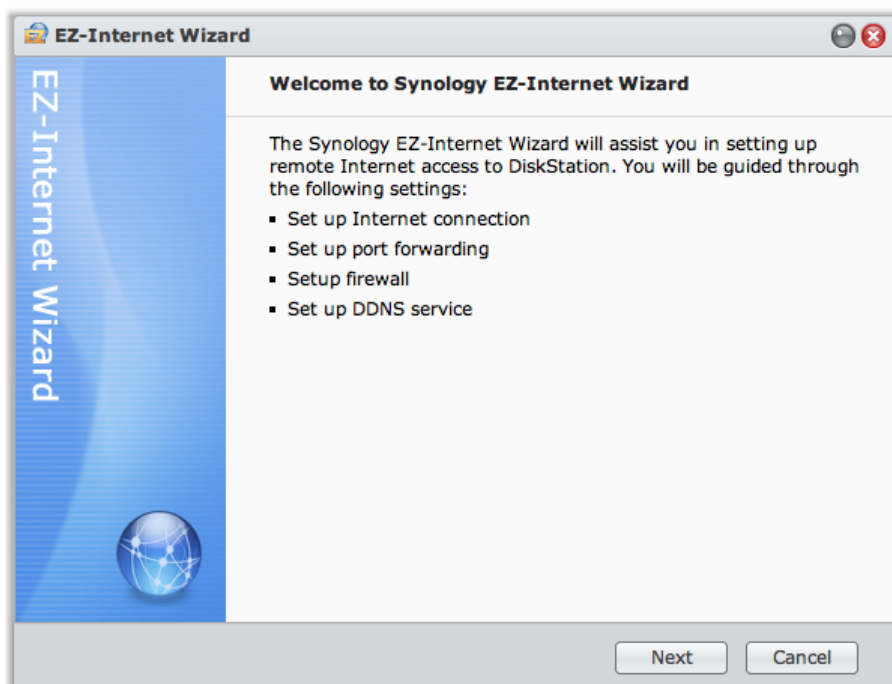 EZ-Internet Wizard
EZ-Internet Wizard
Welcome to Synology EZ-Internet Wizard
The Synology EZ-Internet Wizard will assist you in setting up
remote Internet access to DiskStation. You will be guided through
the following settings:
▪ Set up Internet connection
▪ Set up port forwarding
▪ Setup firewall
▪ Set up DDNS service
Next
Cancel